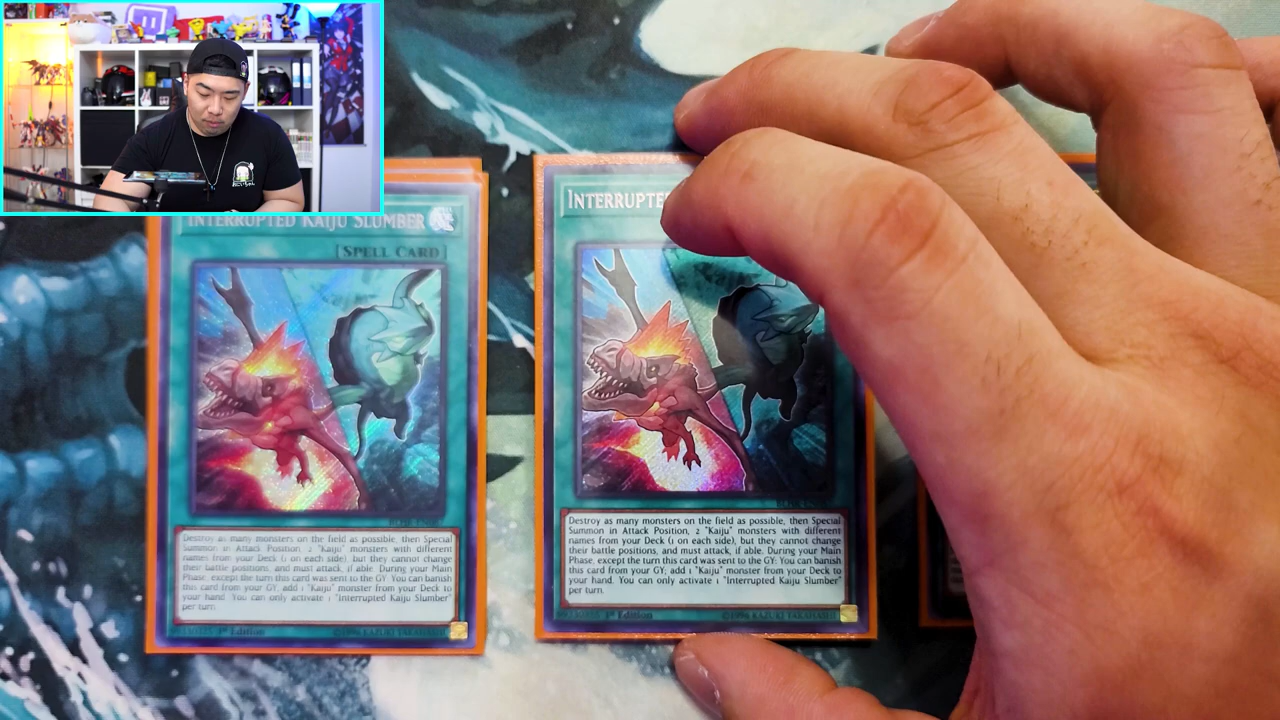 INTERRUPTED KAIJU SLUMBER
[SPELL CARD]
Destroy as many monsters on the field as possible, then Special
Summon in Attack Position, 2 "Kaiju" monsters with different
names from your Deck (1 on each side), but they cannot change
their battle positions, and must attack, if able. During your Main
Phase, except the turn this card was sent to the GY: You can banish
this card from your GY; add 1 "Kaiju" monster from your Deck to
your hand. You can only activate 1 "Interrupted Kaiju Slumber"
per turn.
1st Edition
©1996 KAZUKI TAKAHASHI
INTERRUPTE
Destroy as many monsters on the field as possible, then Special
Summon in Attack Position, 2 "Kaiju" monsters with different
names from your Deck (1 on each side), but they cannot change
their battle positions, and must attack, if able. During your Main
Phase, except the turn this card was sent to the GY: You can banish
this card from your GY; add 1 "Kaiju" monster from your Deck to
your hand. You can only activate 1 "Interrupted Kaiju Slumber"
per turn.
1st Edition
©1996 KAZUKI TAKAHASHI